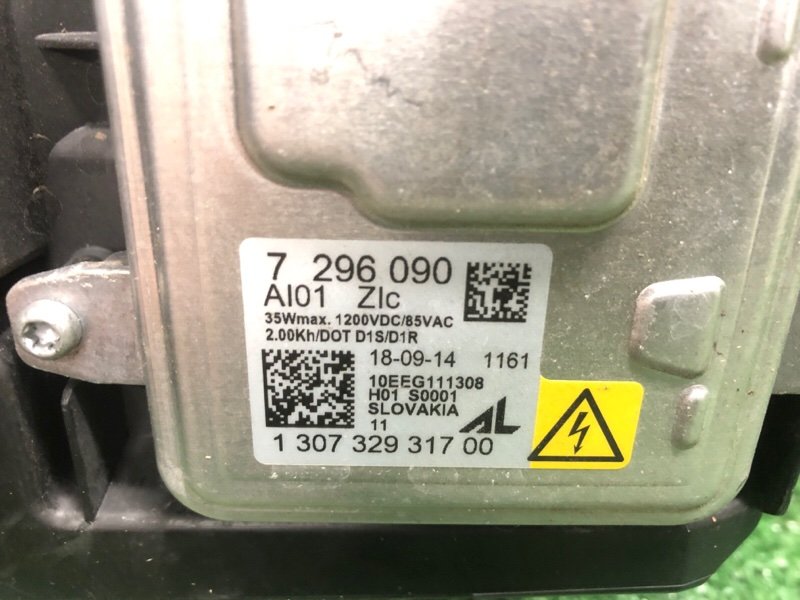 7 296 090
AI01 ZIc
35Wmax. 1200VDC/85VAC
2.00Kh/DOT D1S/D1R
18-09-14 1161
10EEG111308
H01 S0001
SLOVAKIA
11 AL
1 307 329 317 00